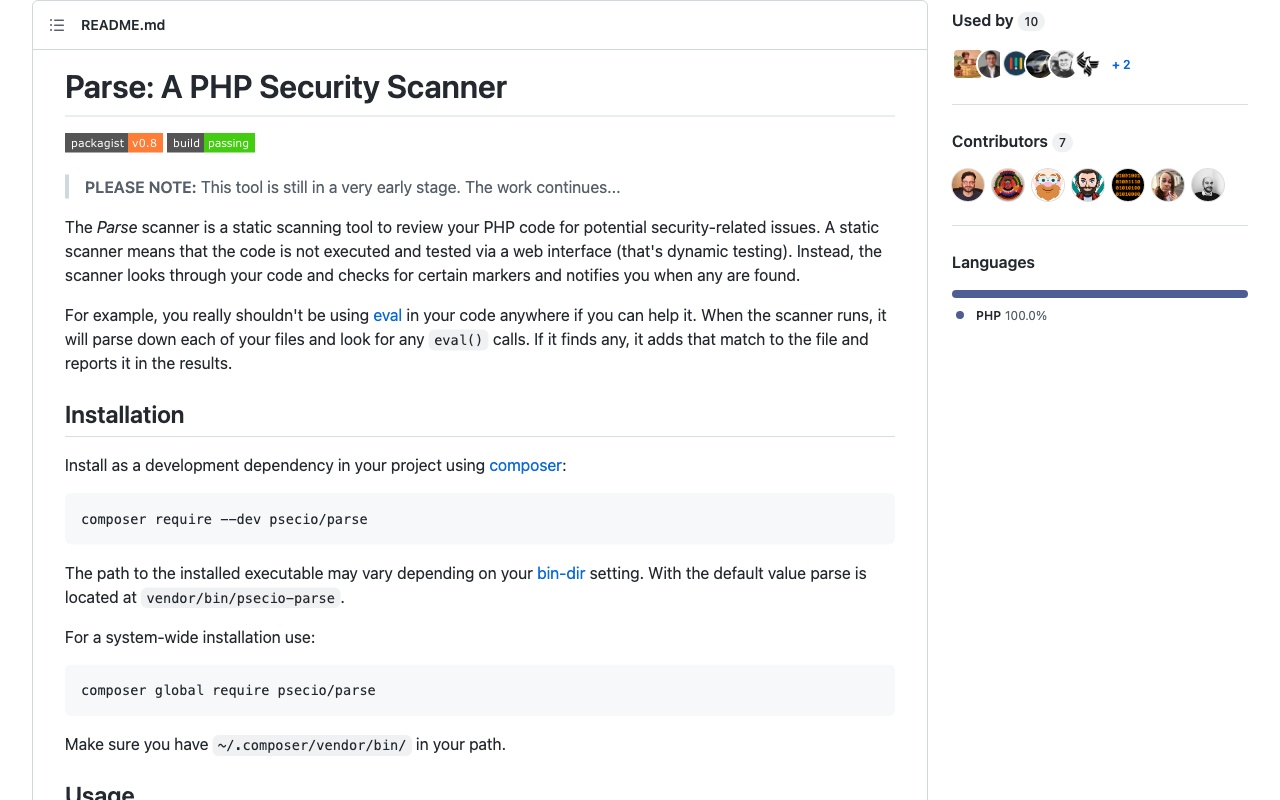 README.md
Parse: A PHP Security Scanner
packagist v0.8 build passing
PLEASE NOTE: This tool is still in a very early stage. The work continues...
The Parse scanner is a static scanning tool to review your PHP code for potential security-related issues. A static
scanner means that the code is not executed and tested via a web interface (that's dynamic testing). Instead, the
scanner looks through your code and checks for certain markers and notifies you when any are found.
For example, you really shouldn't be using eval in your code anywhere if you can help it. When the scanner runs, it
will parse down each of your files and look for any eval() calls. If it finds any, it adds that match to the file and
reports it in the results.
Installation
Install as a development dependency in your project using composer:
composer require --dev psecio/parse
The path to the installed executable may vary depending on your bin-dir setting. With the default value parse is
located at vendor/bin/psecio-parse .
For a system-wide installation use:
composer global require psecio/parse
Make sure you have ~/.composer/vendor/bin/ in your path.
Usage
Used by 10
+ 2
Contributors 7
Languages
PHP 100.0%